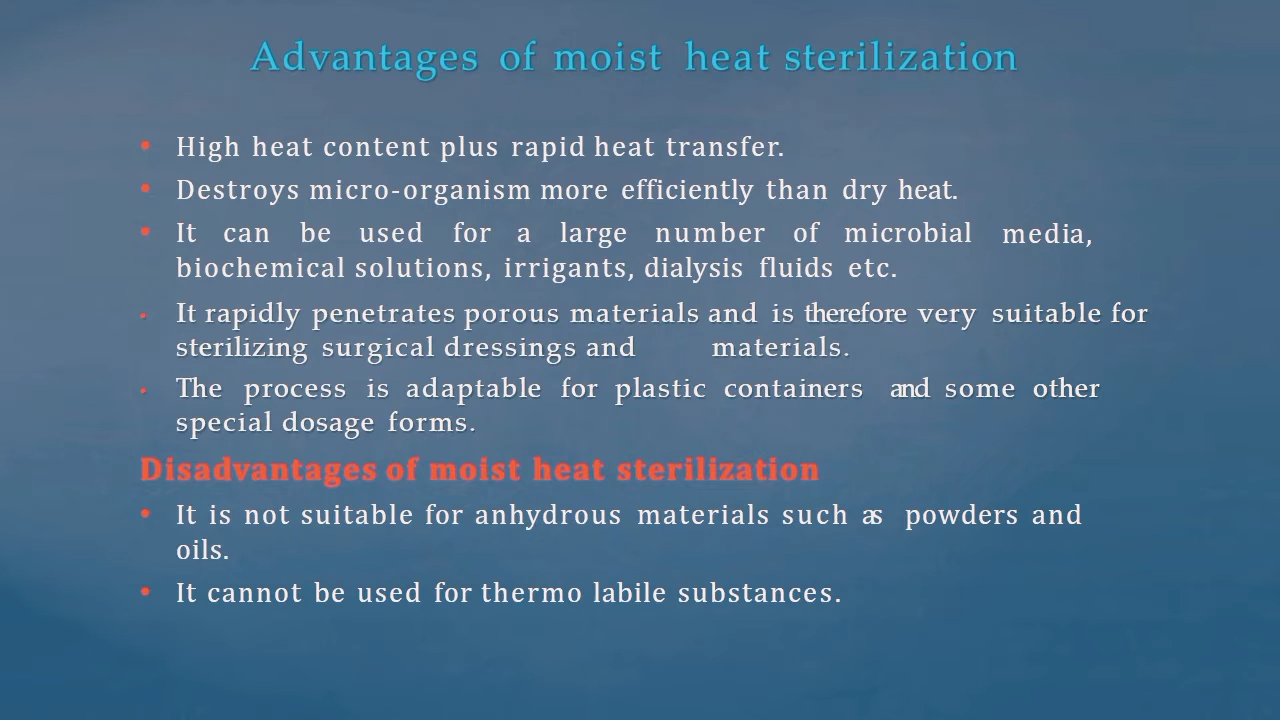 Advantages of moist heat sterilization
• High heat content plus rapid heat transfer.
• Destroys micro-organism more efficiently than dry heat.
• It can be used for a large number of microbial media,
biochemical solutions, irrigants, dialysis fluids etc.
• It rapidly penetrates porous materials and is therefore very suitable for
sterilizing surgical dressings and materials.
• The process is adaptable for plastic containers and some other
special dosage forms.
Disadvantages of moist heat sterilization
• It is not suitable for anhydrous materials such as powders and
oils.
• It cannot be used for thermo labile substances.